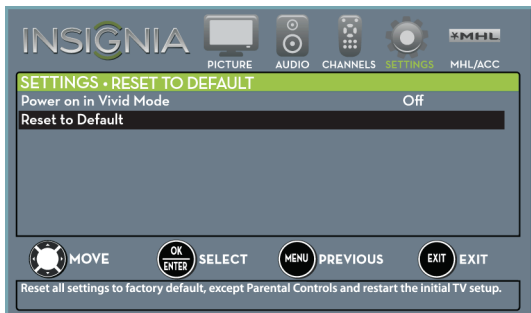 INSIGNIA
PICTURE AUDIO CHANNELS SETTINGS MHL/ACC
MHL
SETTINGS • RESET TO DEFAULT
Power on in Vivid Mode Off
Reset to Default
MOVE OK ENTER SELECT MENU PREVIOUS EXIT EXIT
Reset all settings to factory default, except Parental Controls and restart the initial TV setup.